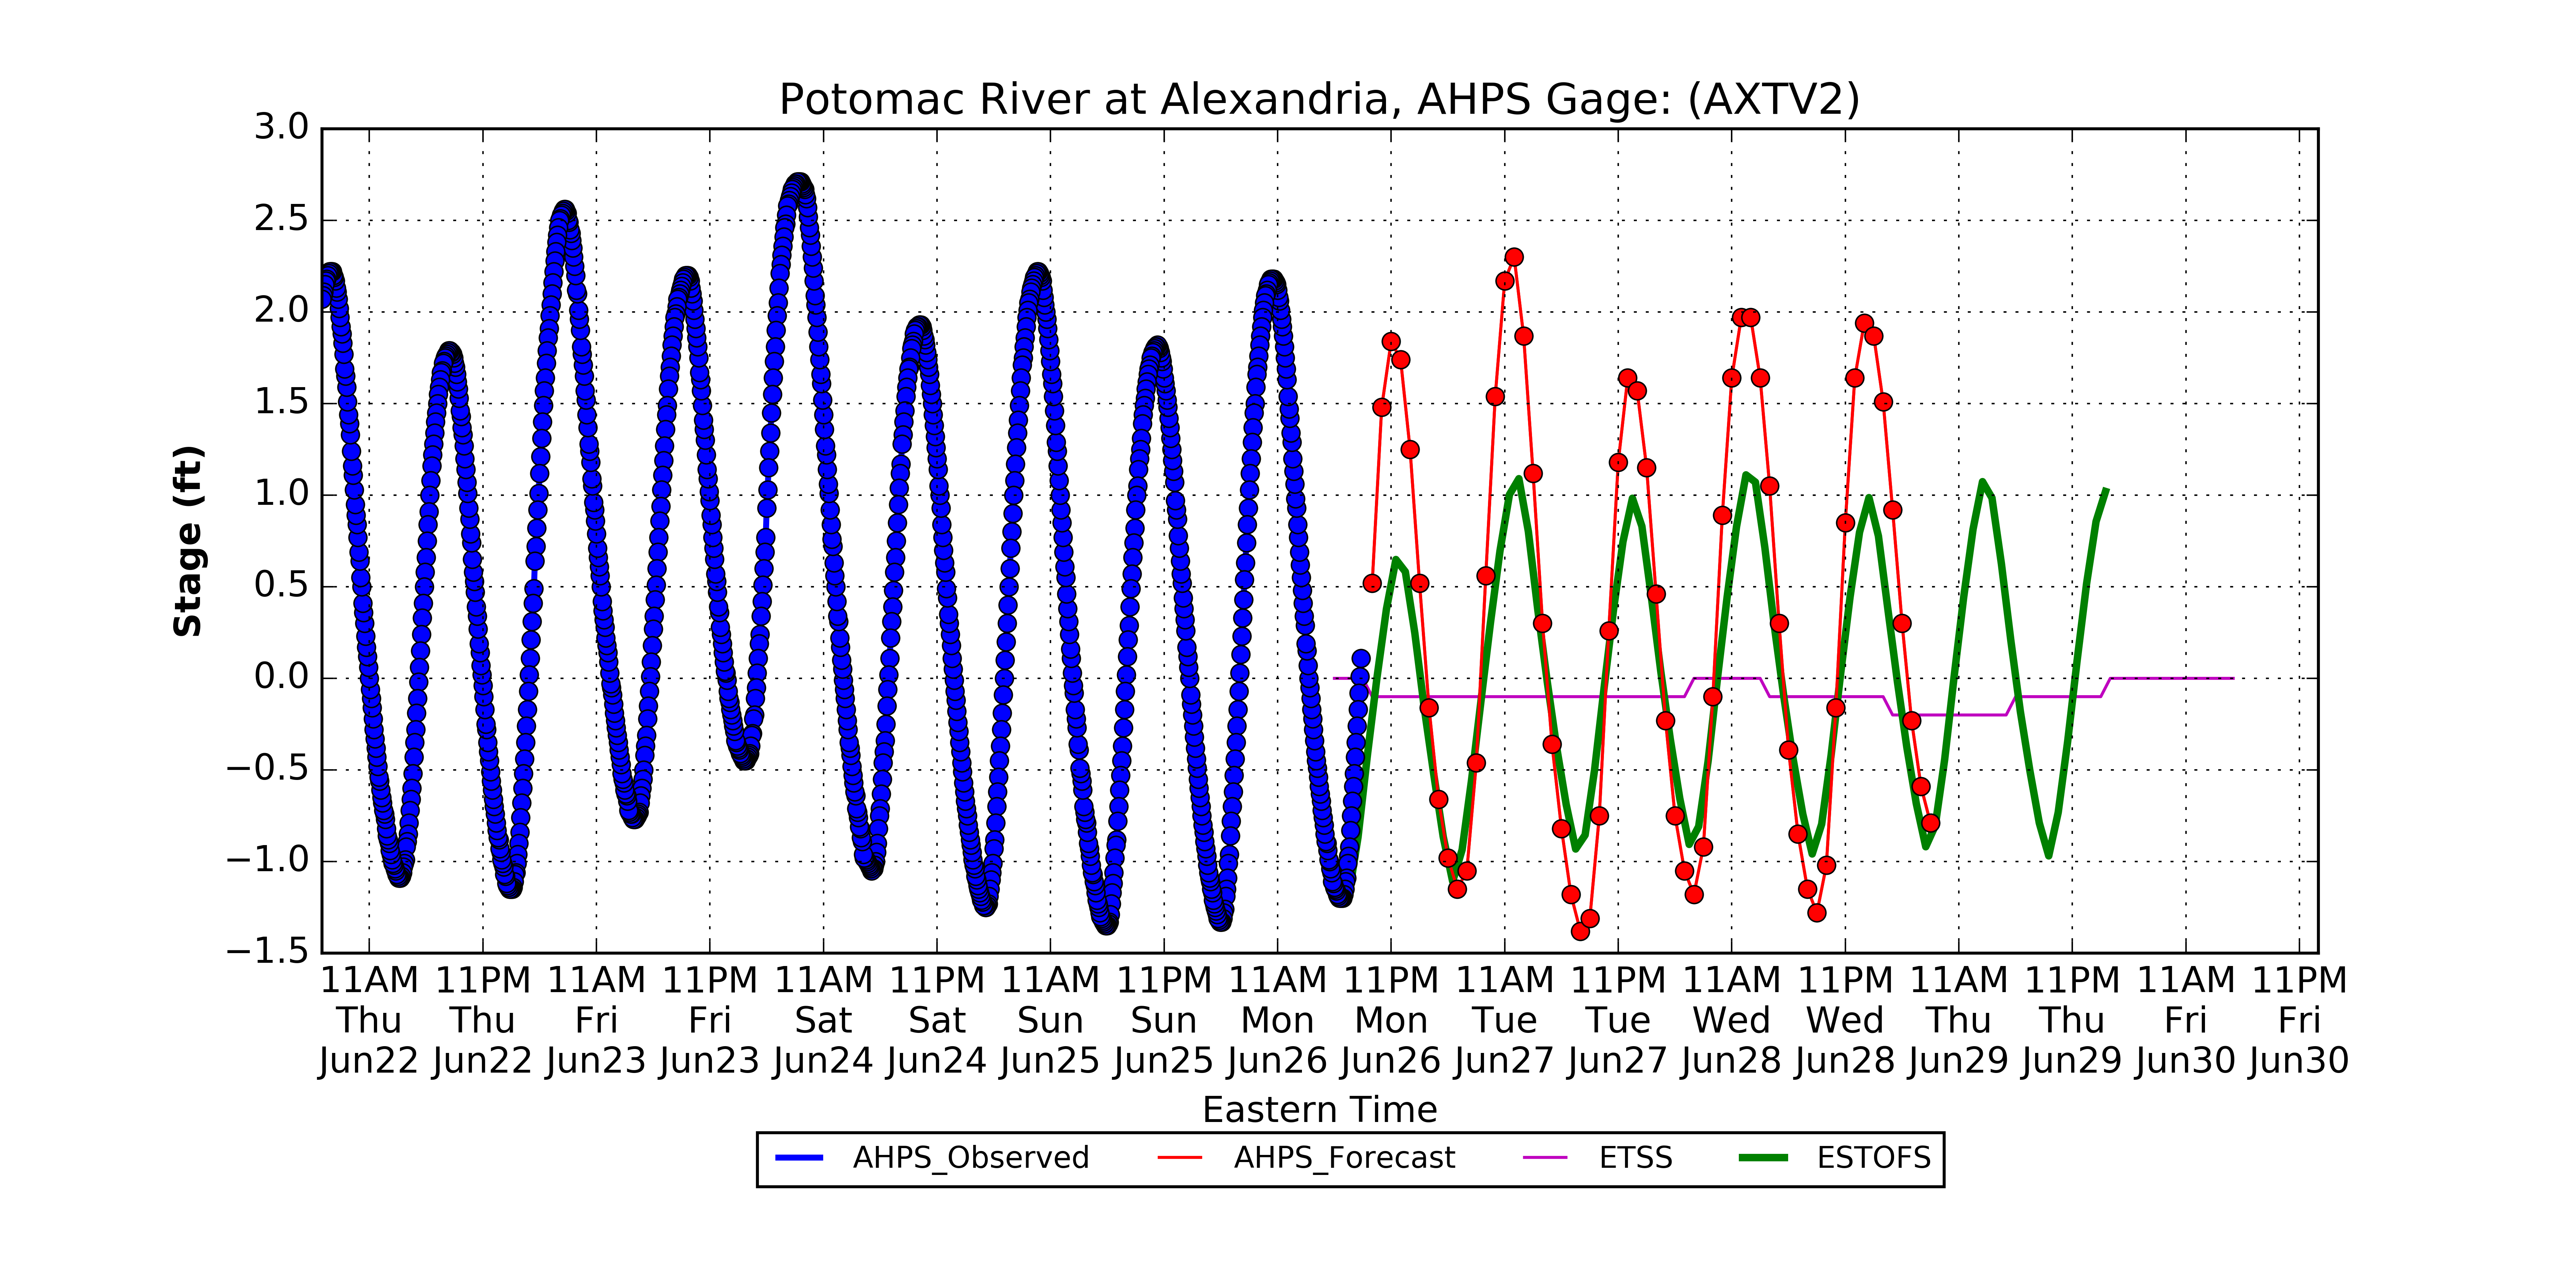 Potomac River at Alexandria, AHPS Gage: (AXTV2)
3.0
2.5
2.0
1.5
1.0
0.5
0.0
−0.5
−1.0
−1.5
Stage (ft)
11AM 11PM 11AM 11PM 11AM 11PM 11AM 11PM 11AM 11PM 11AM 11PM 11AM 11PM 11AM 11PM 11AM 11PM
Thu Thu Fri Fri Sat Sat Sun Sun Mon Mon Tue Tue Wed Wed Thu Thu Fri Fri
Jun22 Jun22 Jun23 Jun23 Jun24 Jun24 Jun25 Jun25 Jun26 Jun26 Jun27 Jun27 Jun28 Jun28 Jun29 Jun29 Jun30 Jun30
Eastern Time
AHPS_Observed AHPS_Forecast ETSS ESTOFS